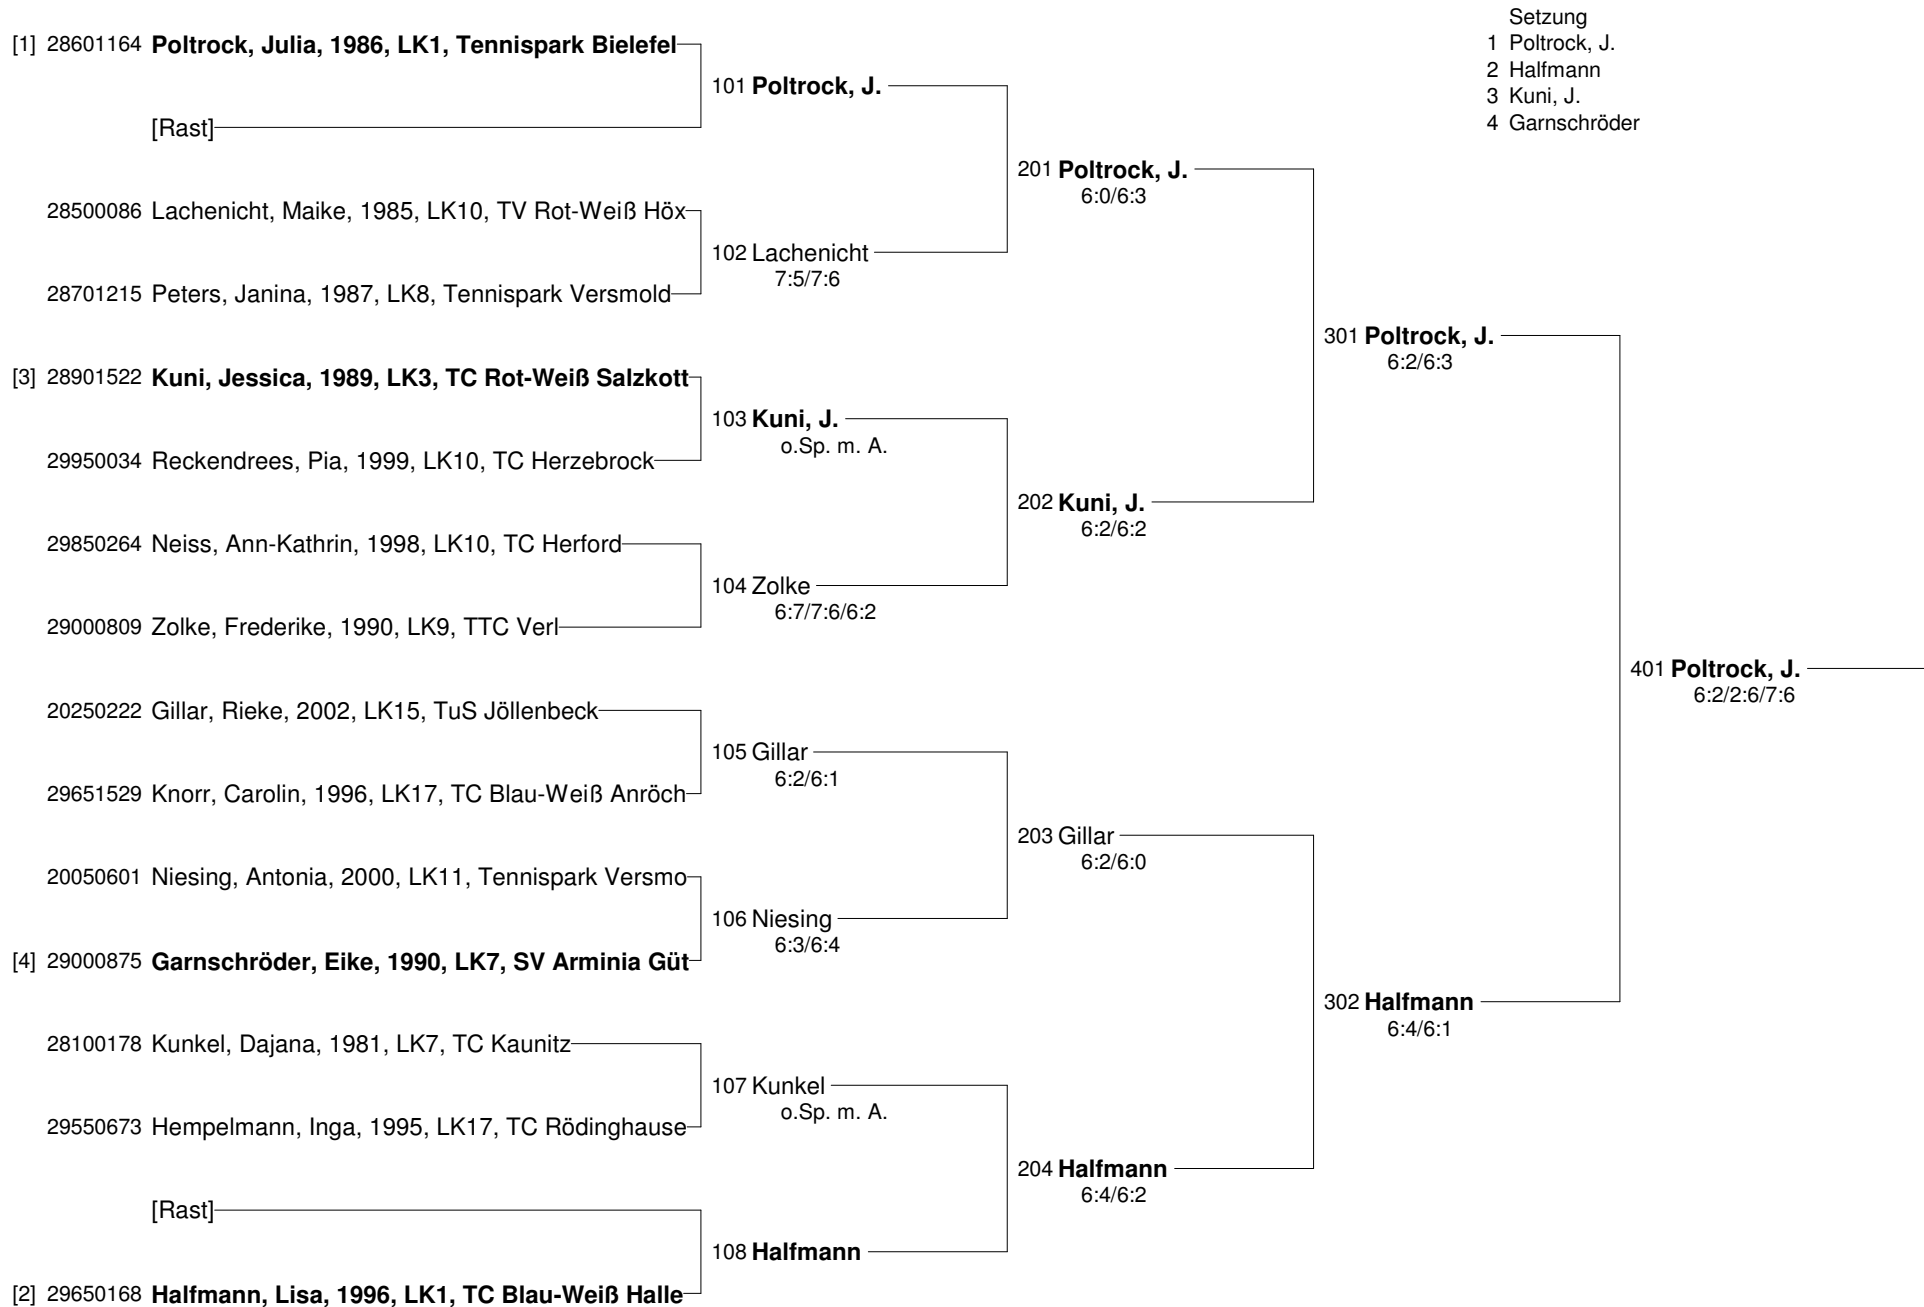 Setzung
1 Poltrock, J.
2 Halfmann
3 Kuni, J.
4 Garnschröder
[1] 28601164 Poltrock, Julia, 1986, LK1, Tennispark Bielefel
[Rast]
28500086 Lachenicht, Maike, 1985, LK10, TV Rot-Weiß Höx
28701215 Peters, Janina, 1987, LK8, Tennispark Versmold
[3] 28901522 Kuni, Jessica, 1989, LK3, TC Rot-Weiß Salzkott
29950034 Reckendrees, Pia, 1999, LK10, TC Herzebrock
29850264 Neiss, Ann-Kathrin, 1998, LK10, TC Herford
29000809 Zolke, Frederike, 1990, LK9, TTC Verl
20250222 Gillar, Rieke, 2002, LK15, TuS Jöllenbeck
29651529 Knorr, Carolin, 1996, LK17, TC Blau-Weiß Anröch
20050601 Niesing, Antonia, 2000, LK11, Tennispark Versmo
[4] 29000875 Garnschröder, Eike, 1990, LK7, SV Arminia Güt
28100178 Kunkel, Dajana, 1981, LK7, TC Kaunitz
29550673 Hempelmann, Inga, 1995, LK17, TC Rödinghause
[Rast]
[2] 29650168 Halfmann, Lisa, 1996, LK1, TC Blau-Weiß Halle
101 Poltrock, J.
102 Lachenicht
7:5/7:6
103 Kuni, J.
o.Sp. m. A.
104 Zolke
6:7/7:6/6:2
105 Gillar
6:2/6:1
106 Niesing
6:3/6:4
107 Kunkel
o.Sp. m. A.
108 Halfmann
201 Poltrock, J.
6:0/6:3
202 Kuni, J.
6:2/6:2
203 Gillar
6:2/6:0
204 Halfmann
6:4/6:2
301 Poltrock, J.
6:2/6:3
302 Halfmann
6:4/6:1
401 Poltrock, J.
6:2/2:6/7:6